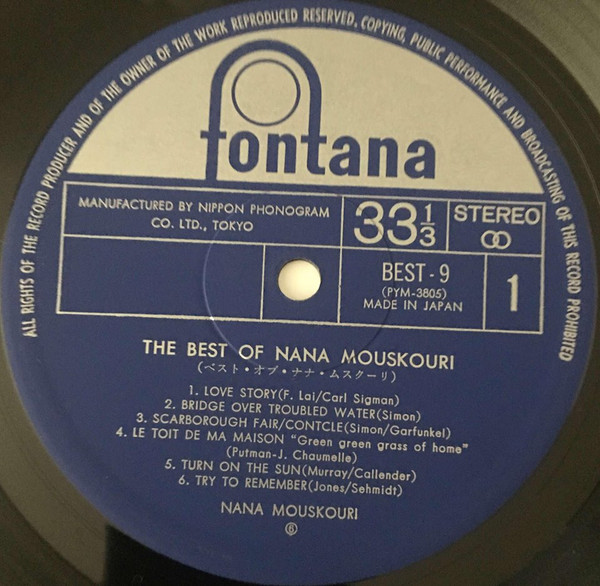 ALL RIGHTS OF THE RECORD PRODUCER AND OF THE OWNER OF THE WORK REPRODUCED RESERVED, COPYING, PUBLIC PERFORMANCE AND BROADCASTING OF THIS RECORD PROHIBITED
fontana
MANUFACTURED BY NIPPON PHONOGRAM
CO. LTD., TOKYO
33 1/3
STEREO
BEST-9
(PYM-3805)
MADE IN JAPAN
1
THE BEST OF NANA MOUSKOURI
(ベスト・オブ・ナナ・ムスクーリ)
1. LOVE STORY(F. Lai/Carl Sigman)
2. BRIDGE OVER TROUBLED WATER(Simon)
3. SCARBOROUGH FAIR/CONTCLE(Simon/Garfunkel)
4. LE TOIT DE MA MAISON "Green green grass of home"
(Putman-J. Chaumelle)
5. TURN ON THE SUN(Murray/Callender)
6. TRY TO REMEMBER(Jones/Sehmidt)
NANA MOUSKOURI